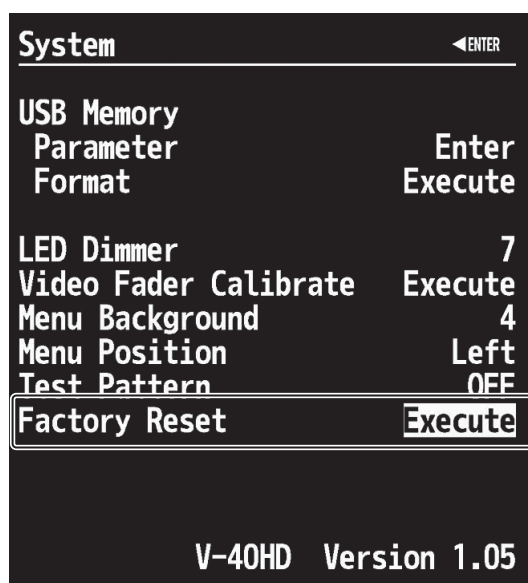 System ◀ENTER
USB Memory
Parameter Enter
Format Execute
LED Dimmer 7
Video Fader Calibrate Execute
Menu Background 4
Menu Position Left
Test Pattern OFF
Factory Reset Execute
V-40HD Version 1.05